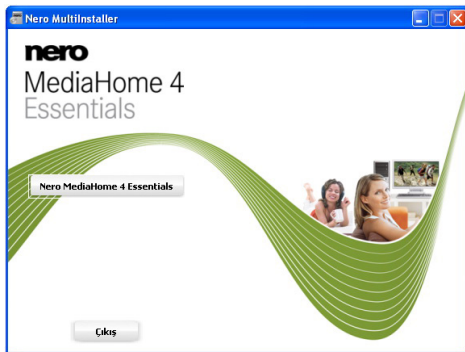 Nero MultiInstaller
nero
MediaHome 4
Essentials
Nero MediaHome 4 Essentials
Çıkış